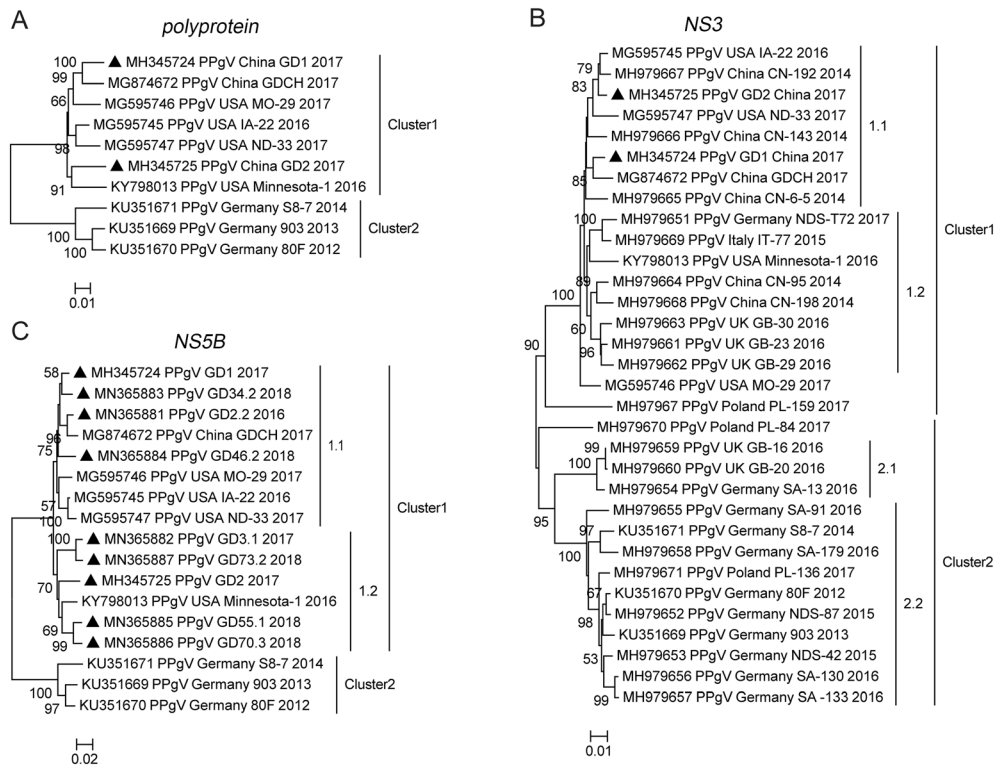 A
polyprotein
100
99
66
98
91
100
100
▲ MH345724 PPgV China GD1 2017
MG874672 PPgV China GDCH 2017
MG595746 PPgV USA MO-29 2017
MG595745 PPgV USA IA-22 2016
MG595747 PPgV USA ND-33 2017
▲ MH345725 PPgV China GD2 2017
KY798013 PPgV USA Minnesota-1 2016
KU351671 PPgV Germany S8-7 2014
KU351669 PPgV Germany 903 2013
KU351670 PPgV Germany 80F 2012
Cluster1
Cluster2
0.01
B
NS3
79
83
85
100
89
60
96
100
90
99
100
95
97
100
67
98
53
99
MG595745 PPgV USA IA-22 2016
MH979667 PPgV China CN-192 2014
▲ MH345725 PPgV GD2 China 2017
MG595747 PPgV USA ND-33 2017
MH979666 PPgV China CN-143 2014
▲ MH345724 PPgV GD1 China 2017
MG874672 PPgV China GDCH 2017
MH979665 PPgV China CN-6-5 2014
MH979651 PPgV Germany NDS-T72 2017
MH979669 PPgV Italy IT-77 2015
KY798013 PPgV USA Minnesota-1 2016
MH979664 PPgV China CN-95 2014
MH979668 PPgV China CN-198 2014
MH979663 PPgV UK GB-30 2016
MH979661 PPgV UK GB-23 2016
MH979662 PPgV UK GB-29 2016
MG595746 PPgV USA MO-29 2017
MH97967 PPgV Poland PL-159 2017
MH979670 PPgV Poland PL-84 2017
MH979659 PPgV UK GB-16 2016
MH979660 PPgV UK GB-20 2016
MH979654 PPgV Germany SA-13 2016
MH979655 PPgV Germany SA-91 2016
KU351671 PPgV Germany S8-7 2014
MH979658 PPgV Germany SA-179 2016
MH979671 PPgV Poland PL-136 2017
KU351670 PPgV Germany 80F 2012
MH979652 PPgV Germany NDS-87 2015
KU351669 PPgV Germany 903 2013
MH979653 PPgV Germany NDS-42 2015
MH979656 PPgV Germany SA-130 2016
MH979657 PPgV Germany SA -133 2016
1.1
1.2
2.1
2.2
Cluster1
Cluster2
0.01
C
NS5B
58
96
75
57
100
100
70
69
99
100
97
▲ MH345724 PPgV GD1 2017
▲ MN365883 PPgV GD34.2 2018
▲ MN365881 PPgV GD2.2 2016
MG874672 PPgV China GDCH 2017
▲ MN365884 PPgV GD46.2 2018
MG595746 PPgV USA MO-29 2017
MG595745 PPgV USA IA-22 2016
MG595747 PPgV USA ND-33 2017
▲ MN365882 PPgV GD3.1 2017
▲ MN365887 PPgV GD73.2 2018
▲ MH345725 PPgV GD2 2017
KY798013 PPgV USA Minnesota-1 2016
▲ MN365885 PPgV GD55.1 2018
▲ MN365886 PPgV GD70.3 2018
KU351671 PPgV Germany S8-7 2014
KU351669 PPgV Germany 903 2013
KU351670 PPgV Germany 80F 2012
1.1
1.2
Cluster1
Cluster2
0.02